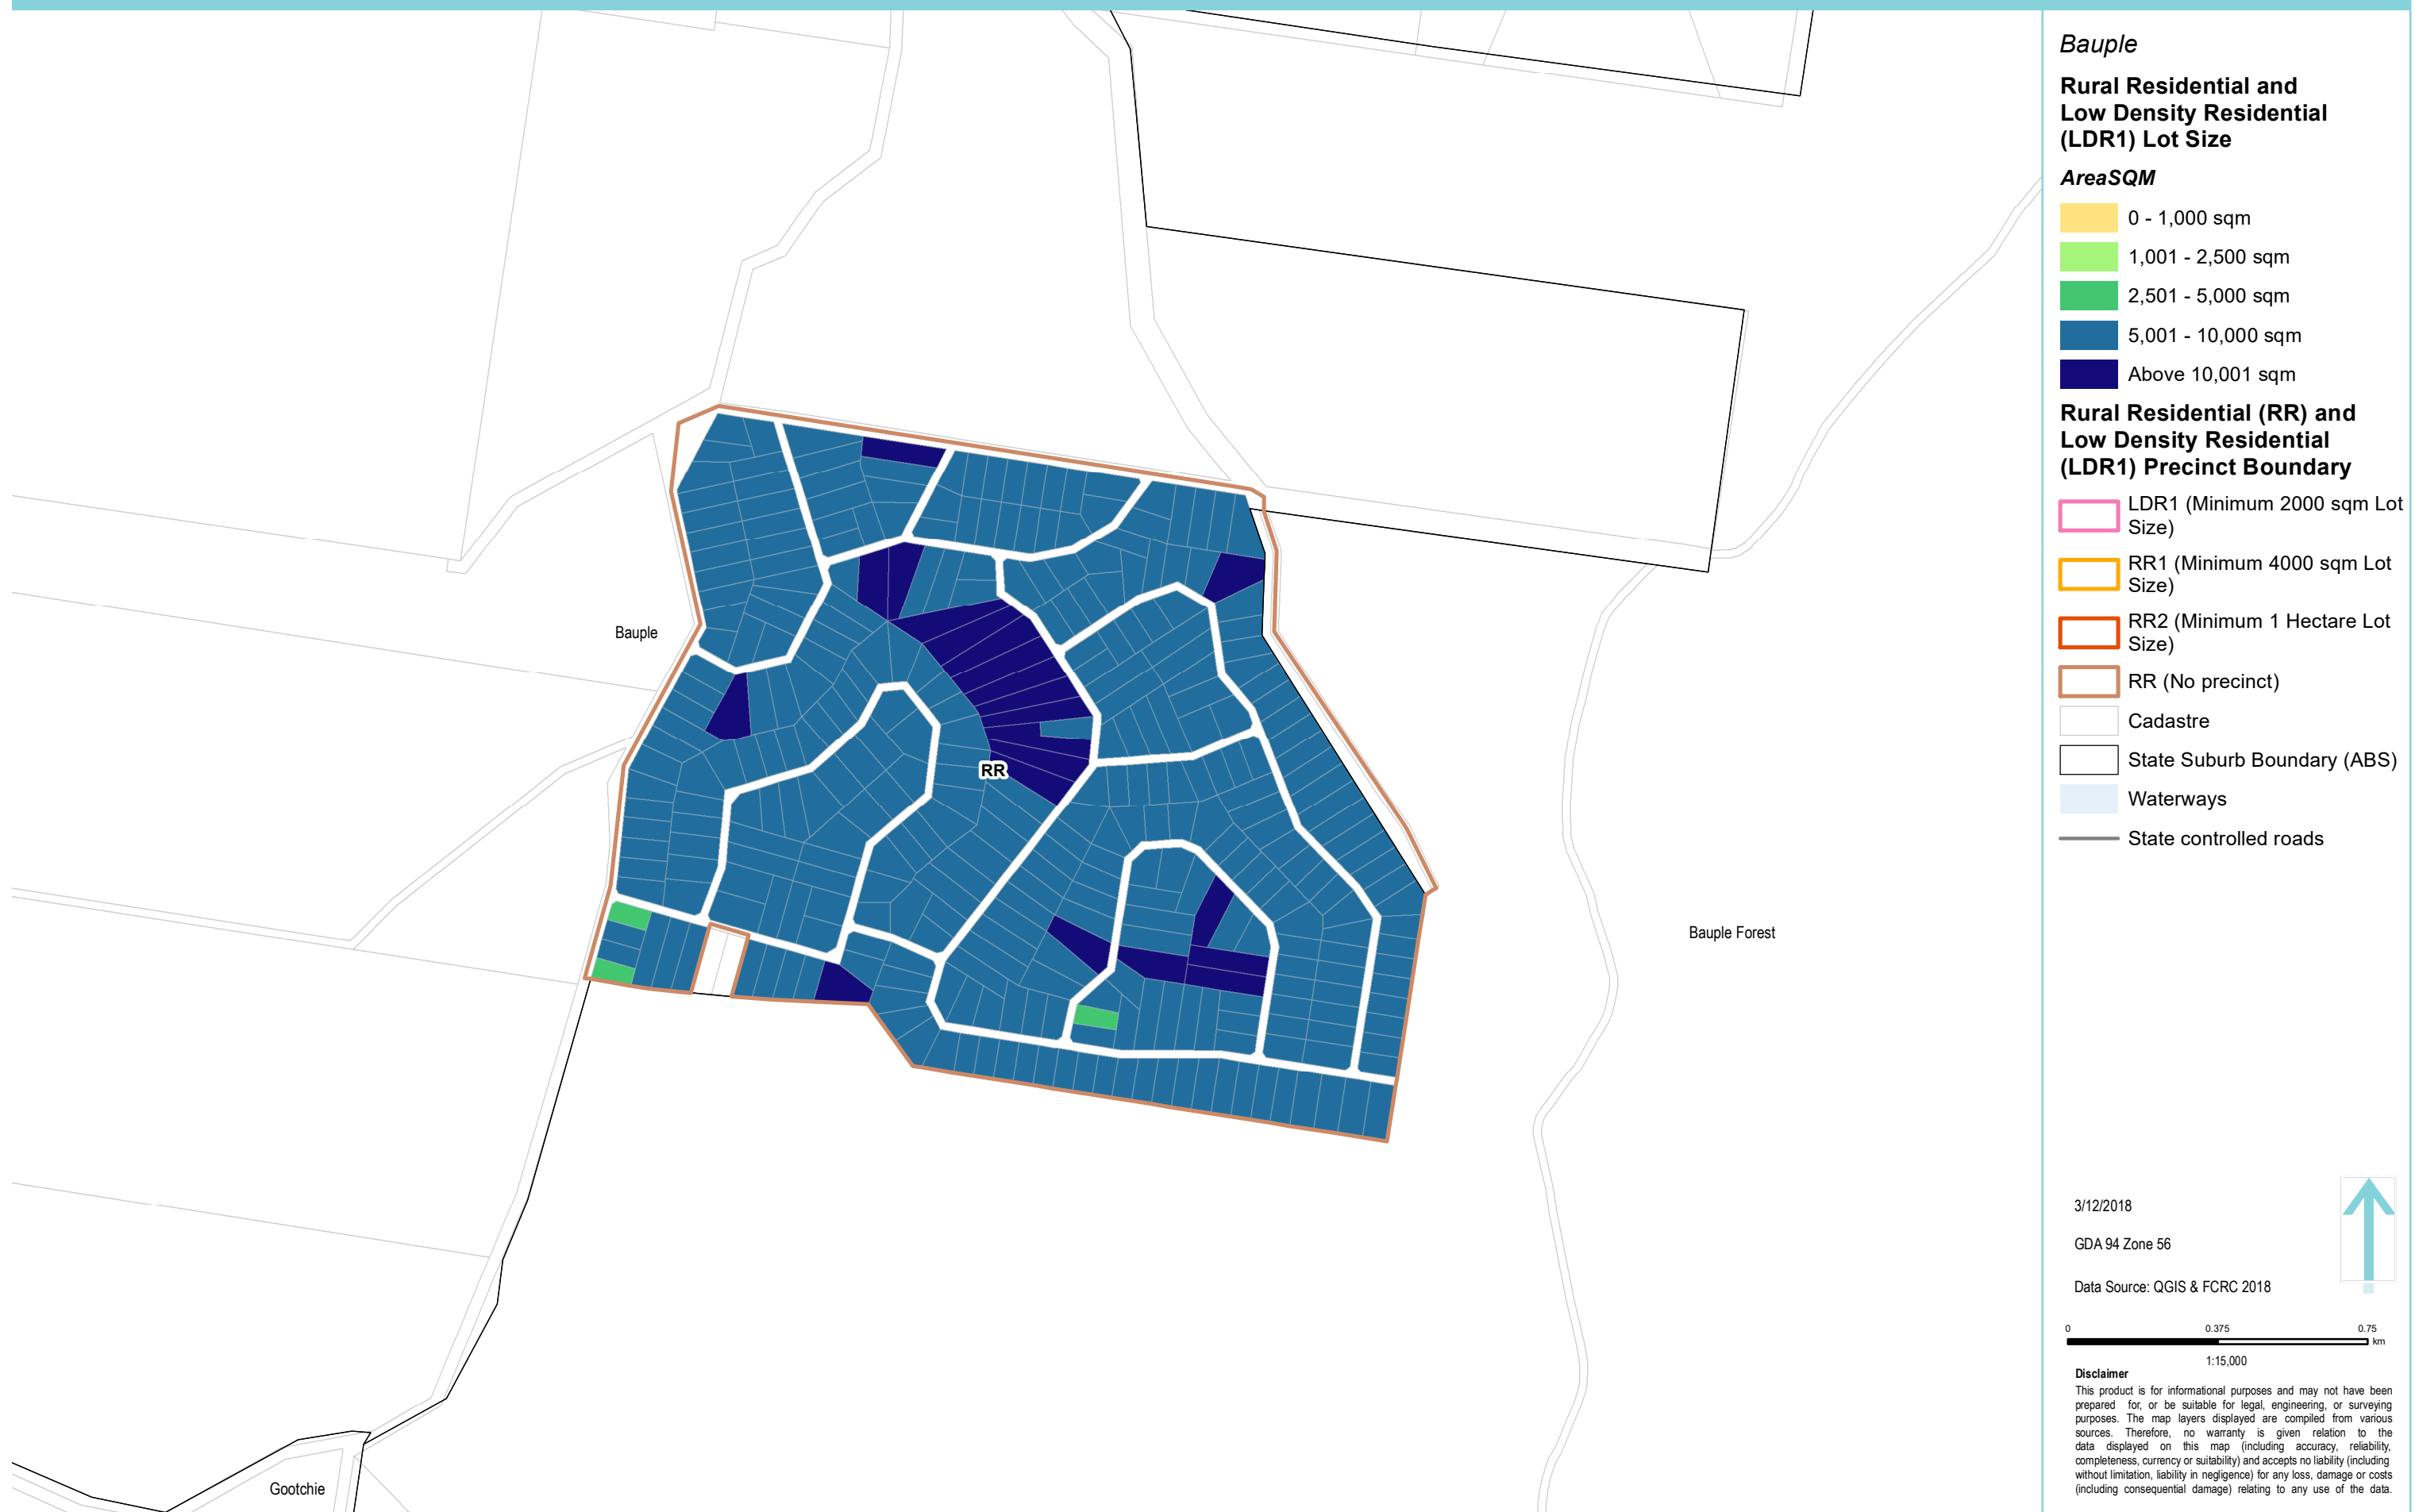 Bauple
Rural Residential and
Low Density Residential
(LDR1) Lot Size
AreaSQM
0 - 1,000 sqm
1,001 - 2,500 sqm
2,501 - 5,000 sqm
5,001 - 10,000 sqm
Above 10,001 sqm
Rural Residential (RR) and
Low Density Residential
(LDR1) Precinct Boundary
LDR1 (Minimum 2000 sqm Lot
Size)
RR1 (Minimum 4000 sqm Lot
Size)
RR2 (Minimum 1 Hectare Lot
Size)
RR (No precinct)
Cadastre
State Suburb Boundary (ABS)
Waterways
State controlled roads
Bauple
RR
Bauple Forest
Gootchie
3/12/2018
GDA 94 Zone 56
Data Source: QGIS & FCRC 2018
0 0.375 0.75
km
1:15,000
Disclaimer
This product is for informational purposes and may not have been
prepared for, or be suitable for legal, engineering, or surveying
purposes. The map layers displayed are compiled from various
sources. Therefore, no warranty is given relation to the
data displayed on this map (including accuracy, reliability,
completeness, currency or suitability) and accepts no liability (including
without limitation, liability in negligence) for any loss, damage or costs
(including consequential damage) relating to any use of the data.